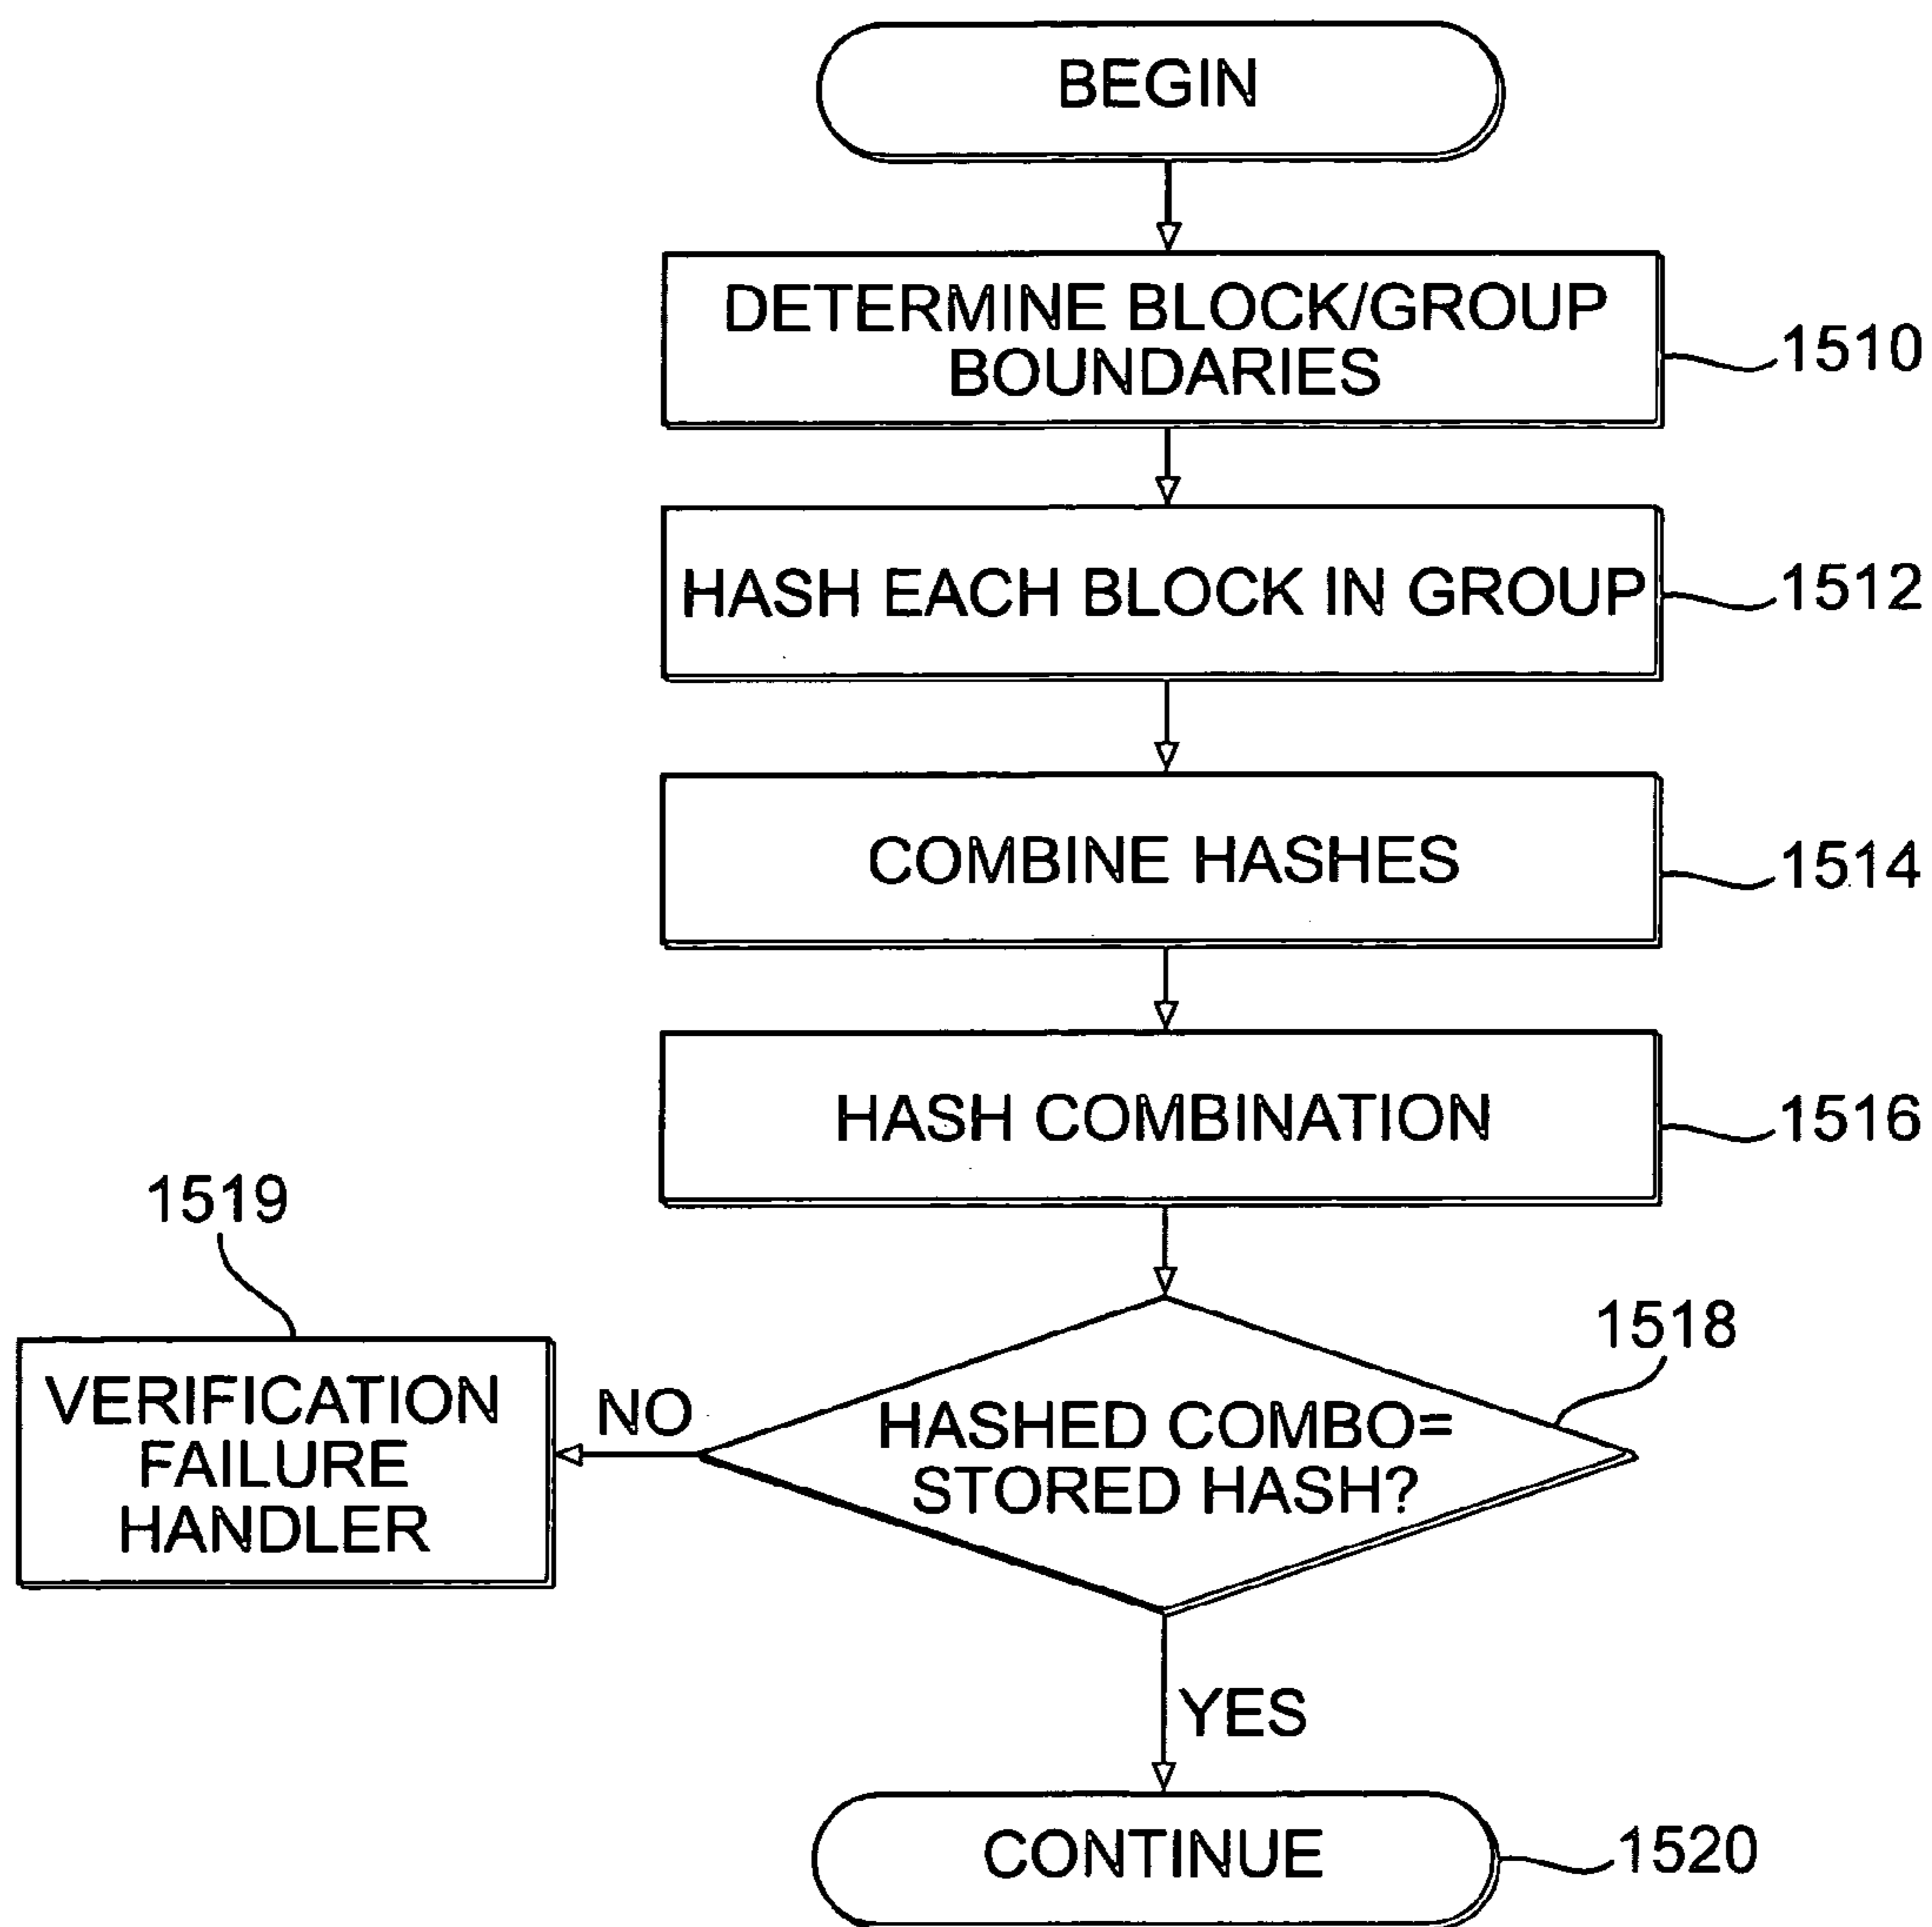 BEGIN
DETERMINE BLOCK/GROUP
BOUNDARIES
1510
HASH EACH BLOCK IN GROUP
1512
COMBINE HASHES
1514
HASH COMBINATION
1516
1519
VERIFICATION
FAILURE
HANDLER
NO
HASHED COMBO=
STORED HASH?
1518
YES
CONTINUE
1520